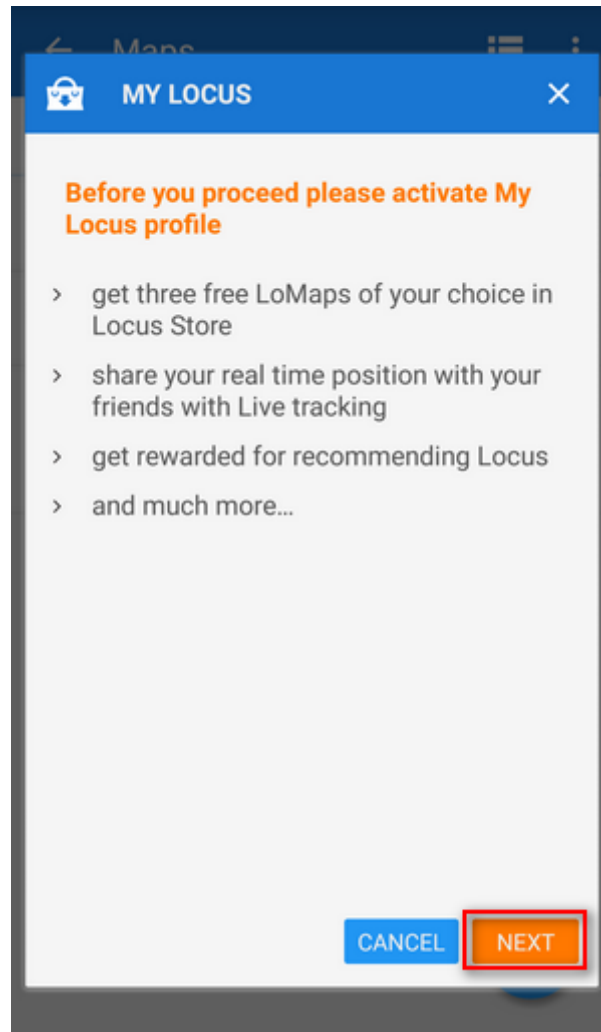 Maps
MY LOCUS
Before you proceed please activate My
Locus profile
get three free LoMaps of your choice in
Locus Store
share your real time position with your
friends with Live tracking
get rewarded for recommending Locus
and much more…
CANCEL
NEXT